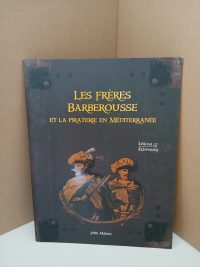 LES FRÈRES
BARBEROUSSE
ET LA PIRATERIE EN MÉDITERRANÉE
John Malam